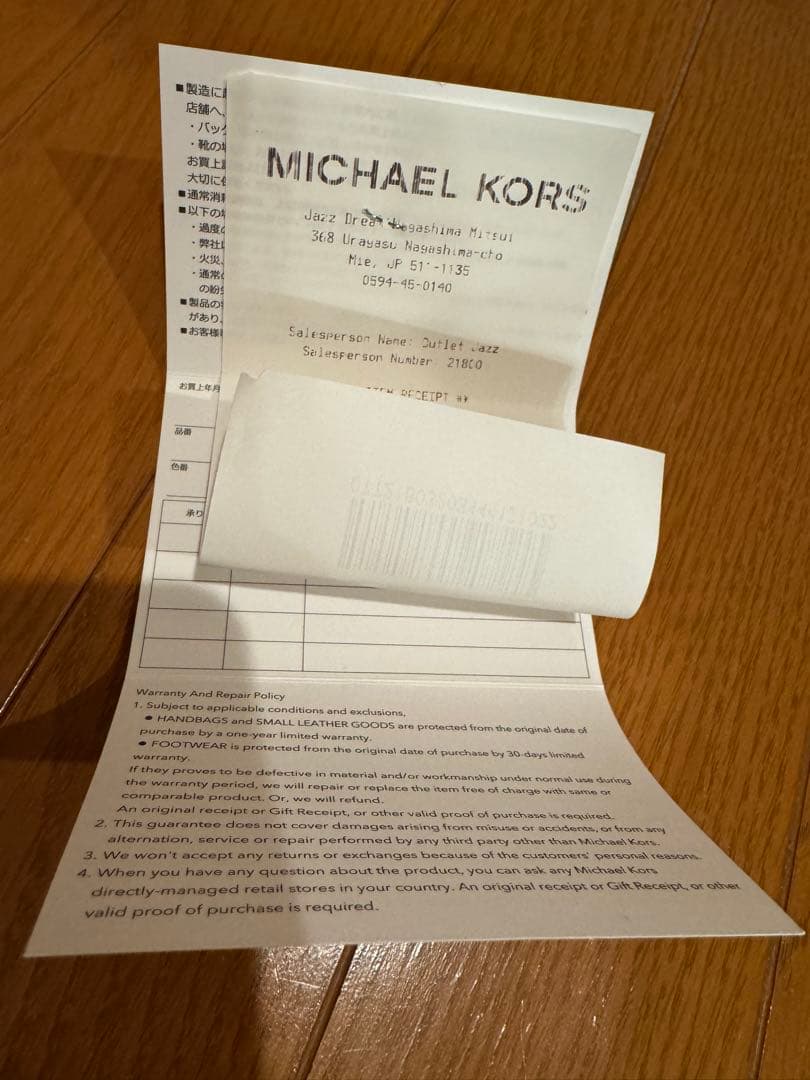 ■製造に
店舗へ、
・バッグ
・靴の
お買上
大切に
■通常消
■以下の
・過度の
・弊社
・火災、
・通常の
の紛
■製品の
があり、
■お客様
お買上年月
品番
色番
承り
MICHAEL KORS
Jazz Dream Nagashima Mitsui
368 Urayasu Nagashima-cho
Mie, JP 511-1135
0594-45-0140
Salesperson Name: Outlet Jazz
Salesperson Number: 21800
RECEIPT **
Warranty And Repair Policy
1. Subject to applicable conditions and exclusions,
● HANDBAGS and SMALL LEATHER GOODS are protected from the original date of
purchase by a one-year limited warranty.
● FOOTWEAR is protected from the original date of purchase by 30-days limited
warranty.
If they proves to be defective in material and/or workmanship under normal use during
the warranty period, we will repair or replace the item free of charge with same or
comparable product. Or, we will refund.
An original receipt or Gift Receipt, or other valid proof of purchase is required.
2. This guarantee does not cover damages arising from misuse or accidents, or from any
alternation, service or repair performed by any third party other than Michael Kors.
3. We won't accept any returns or exchanges because of the customers' personal reasons.
4. When you have any question about the product, you can ask any Michael Kors
directly-managed retail stores in your country. An original receipt or Gift Receipt, or other
valid proof of purchase is required.